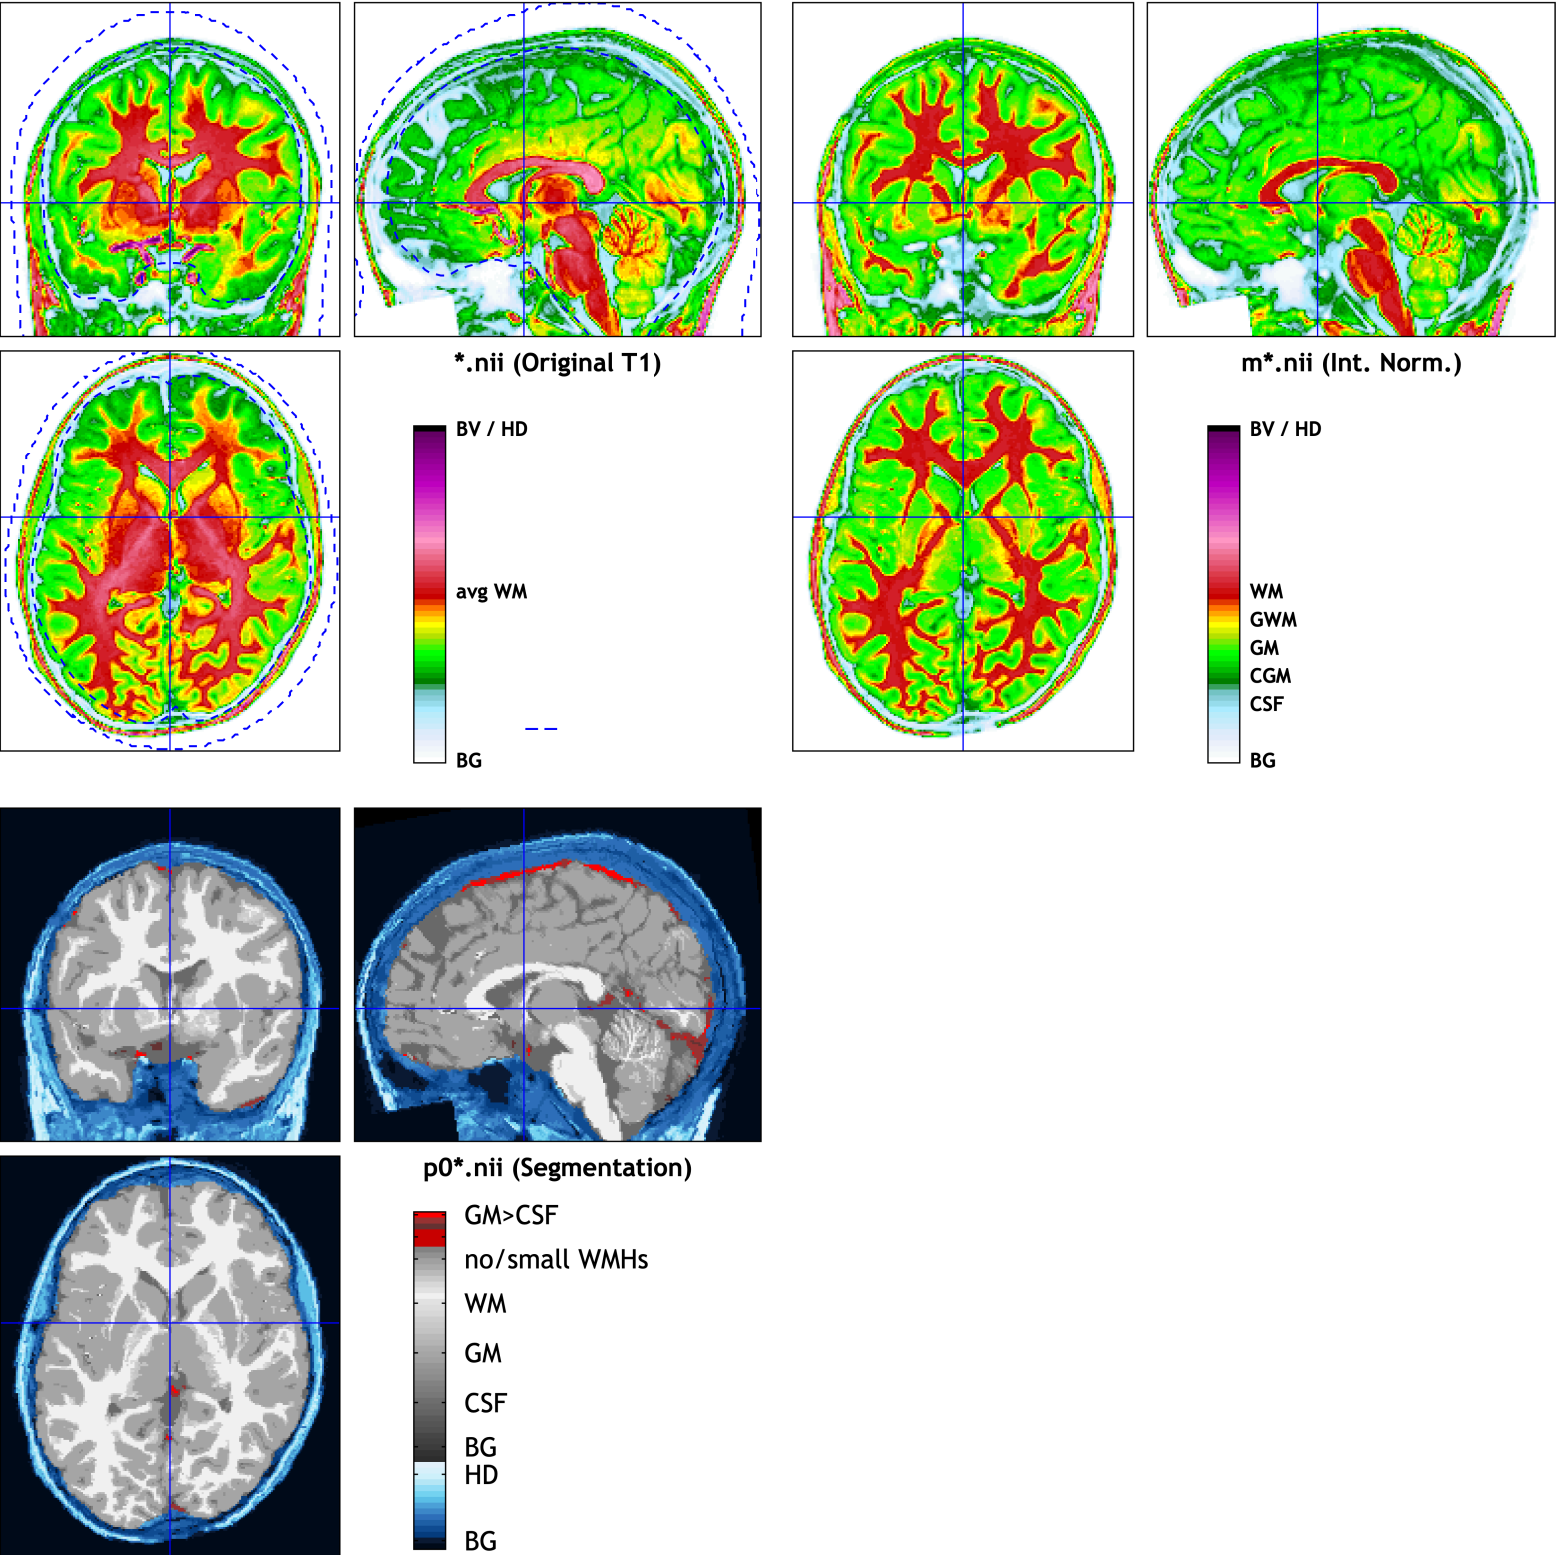 *.nii (Original T1)
BV / HD
avg WM
BG
m*.nii (Int. Norm.)
BV / HD
WM
GWM
GM
CGM
CSF
BG
p0*.nii (Segmentation)
GM>CSF
no/small WMHs
WM
GM
CSF
BG
HD
BG